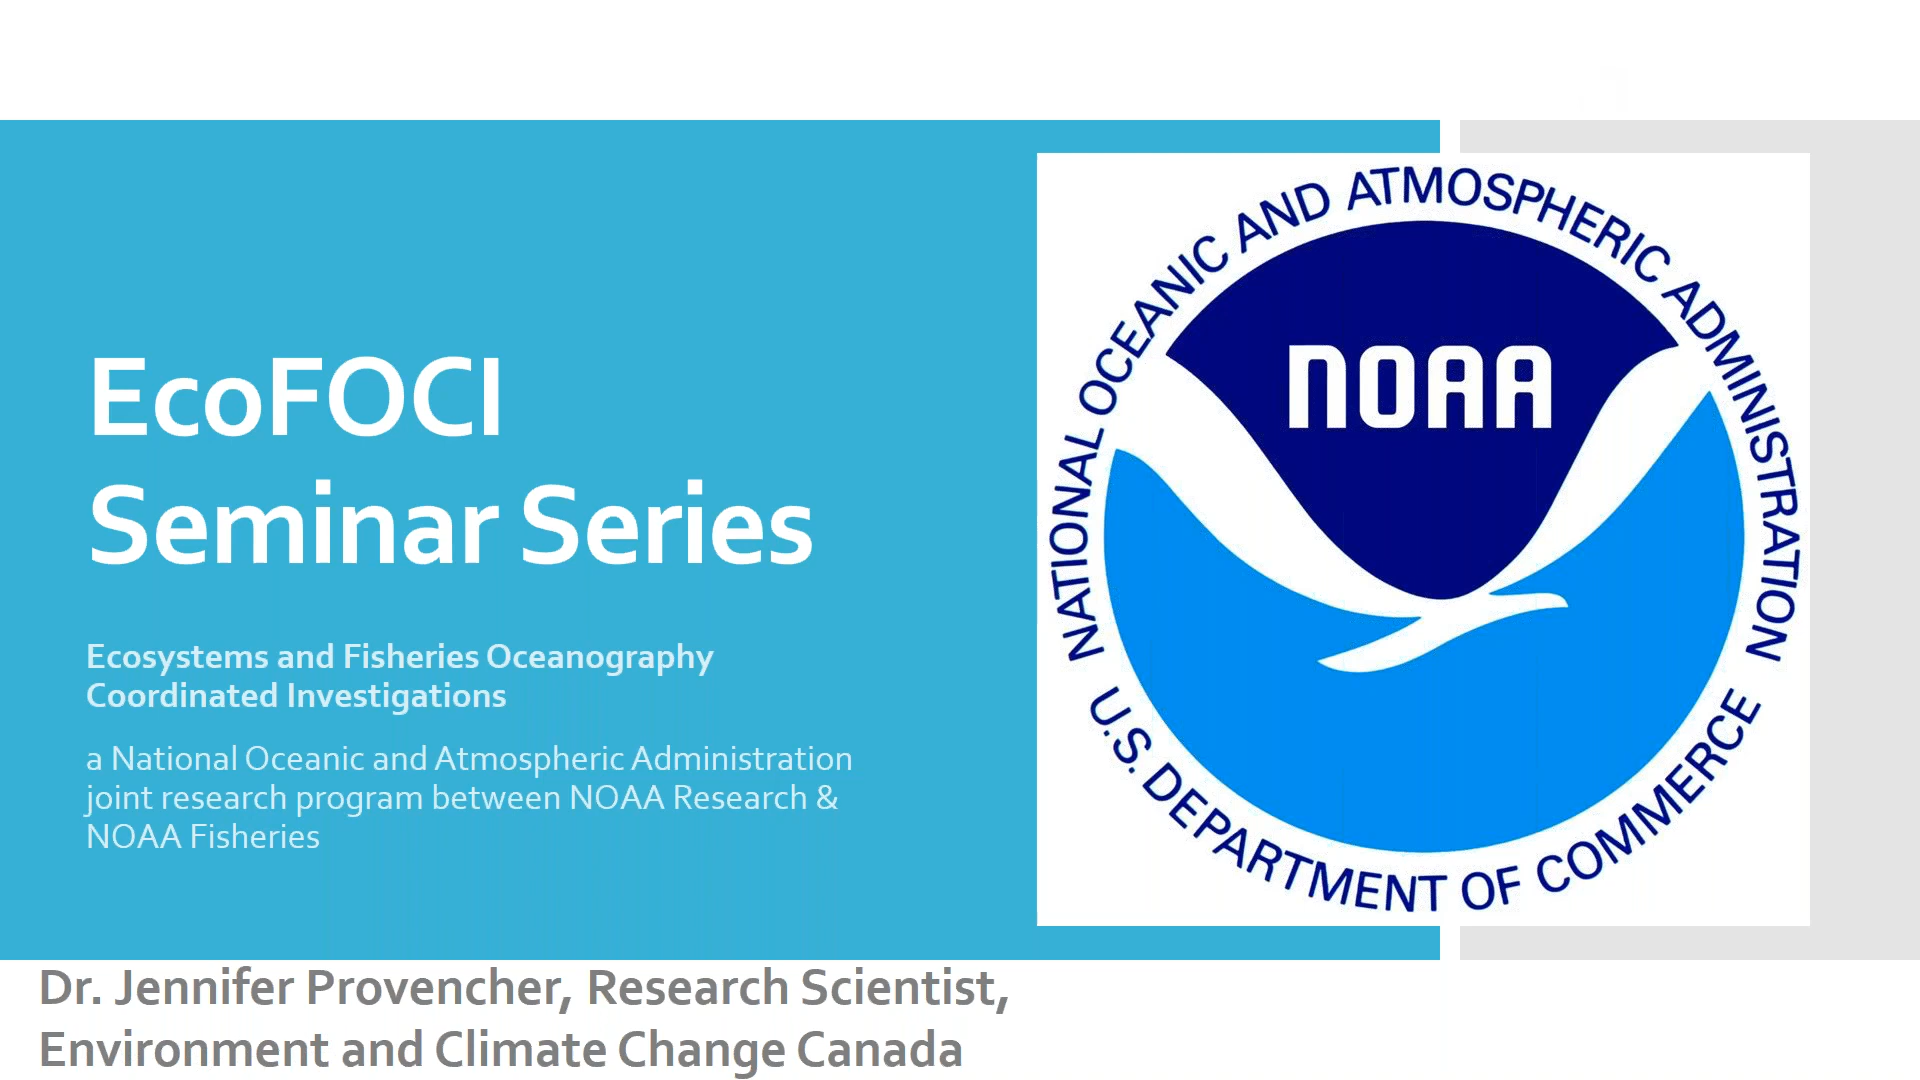 EcoFOCI
Seminar Series
Ecosystems and Fisheries Oceanography
Coordinated Investigations
a National Oceanic and Atmospheric Administration
joint research program between NOAA Research &
NOAA Fisheries
NATIONAL OCEANIC AND ATMOSPHERIC ADMINISTRATION
NOAA
U.S. DEPARTMENT OF COMMERCE
Dr. Jennifer Provencher, Research Scientist,
Environment and Climate Change Canada